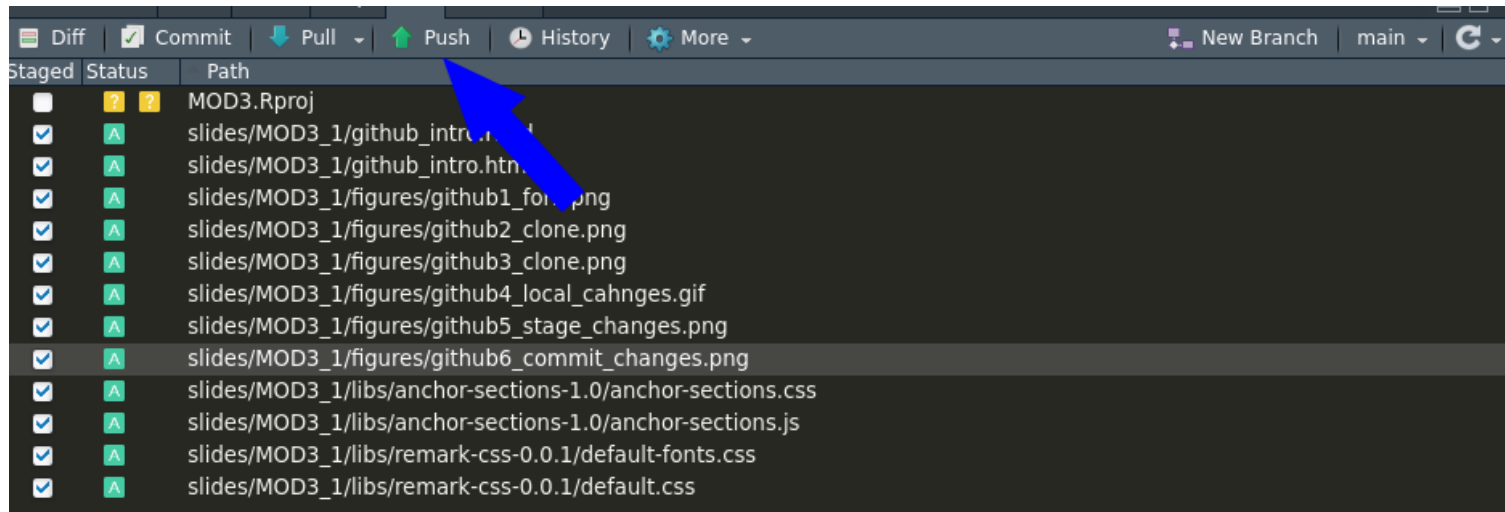 Diff Commit Pull Push History More New Branch main
Staged Status Path
? ? MOD3.Rproj
A slides/MOD3_1/github_intro.
A slides/MOD3_1/github_intro.htm
A slides/MOD3_1/figures/github1_for .png
A slides/MOD3_1/figures/github2_clone.png
A slides/MOD3_1/figures/github3_clone.png
A slides/MOD3_1/figures/github4_local_cahnges.gif
A slides/MOD3_1/figures/github5_stage_changes.png
A slides/MOD3_1/figures/github6_commit_changes.png
A slides/MOD3_1/libs/anchor-sections-1.0/anchor-sections.css
A slides/MOD3_1/libs/anchor-sections-1.0/anchor-sections.js
A slides/MOD3_1/libs/remark-css-0.0.1/default-fonts.css
A slides/MOD3_1/libs/remark-css-0.0.1/default.css